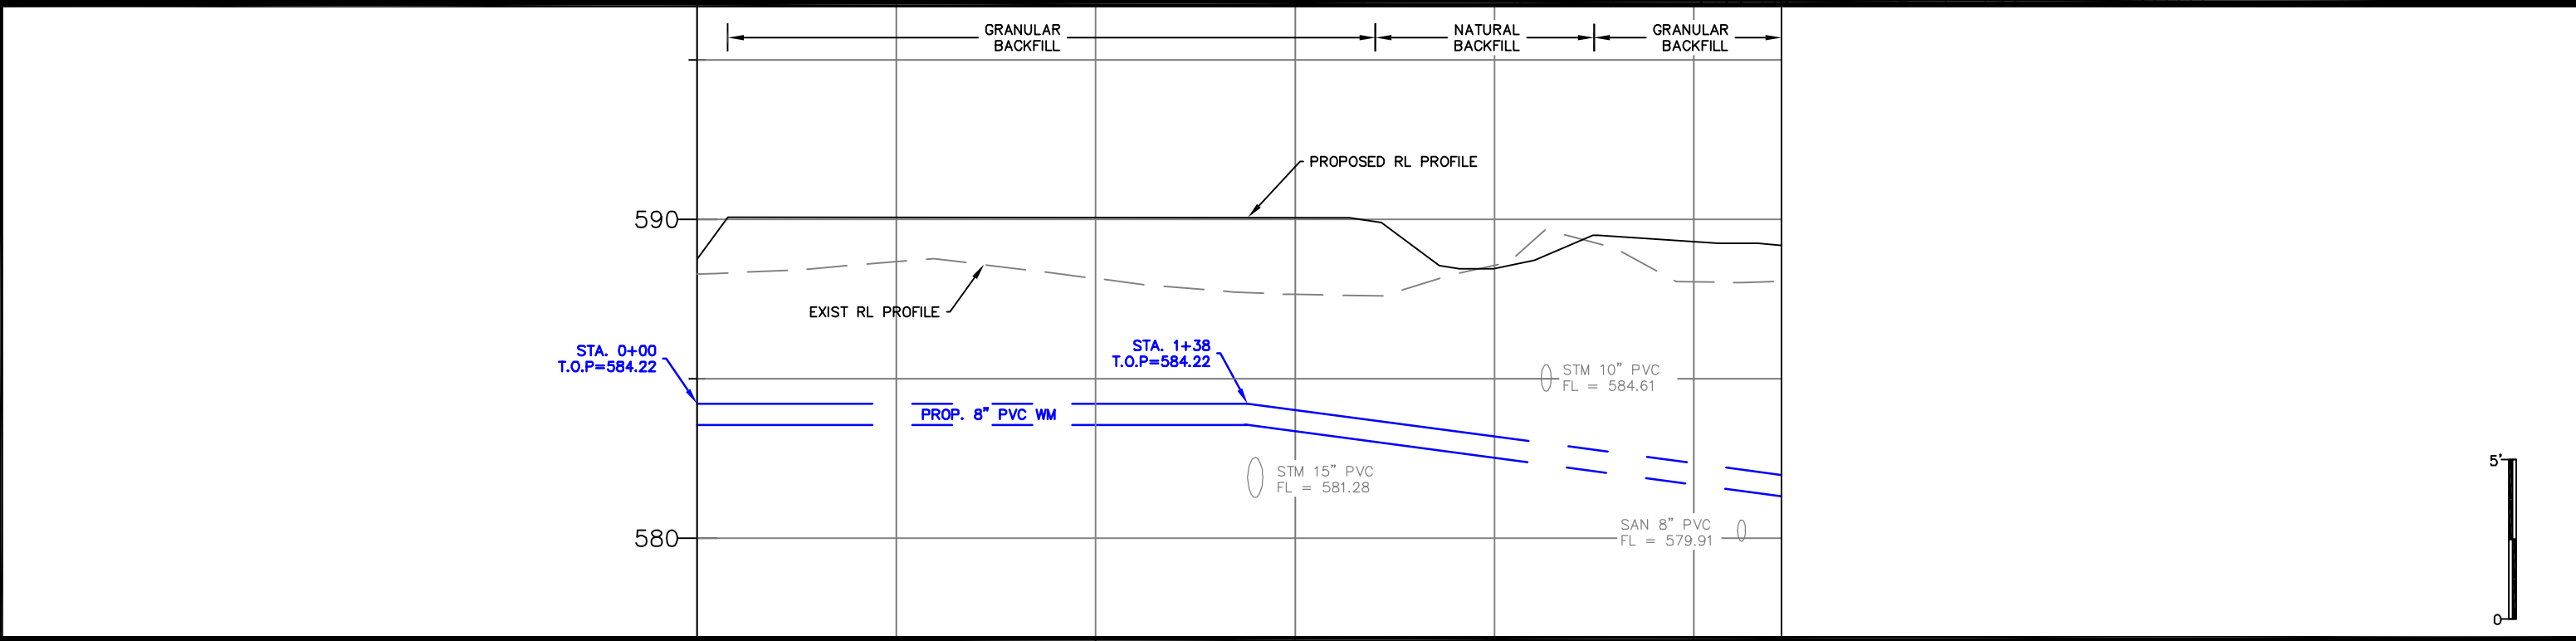 GRANULAR
BACKFILL
NATURAL
BACKFILL
GRANULAR
BACKFILL
PROPOSED RL PROFILE
590
EXIST RL PROFILE
STA. 0+00
T.O.P=584.22
STA. 1+38
T.O.P=584.22
STM 10" PVC
FL = 584.61
PROP. 8" PVC WM
STM 15" PVC
FL = 581.28
5'
SAN 8" PVC
FL = 579.91
580
0